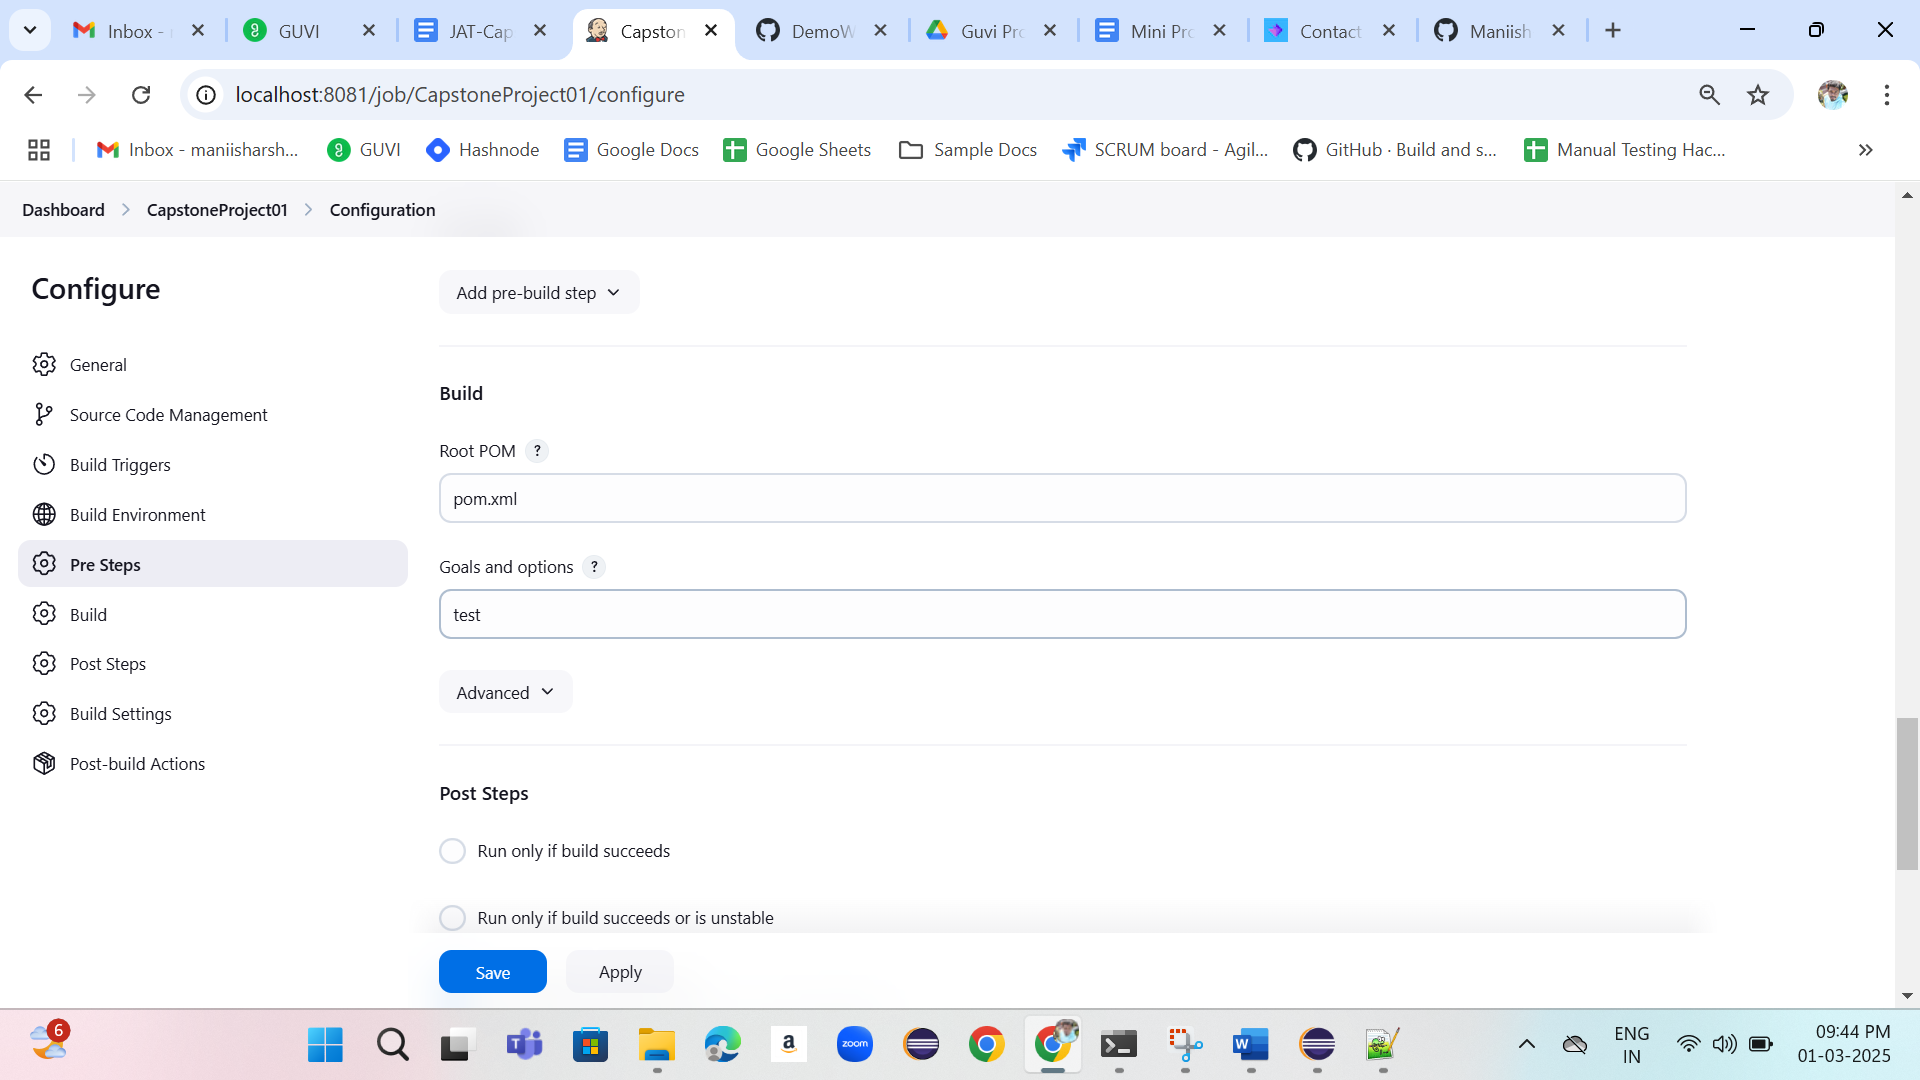 Inbox -
GUVI
JAT-Cap
Capston
DemoW
Guvi Pro
Mini Pro
Contact
Maniish
localhost:8081/job/CapstoneProject01/configure
Inbox - maniisharsh...
GUVI
Hashnode
Google Docs
Google Sheets
Sample Docs
SCRUM board - Agil...
GitHub · Build and s...
Manual Testing Hac...
Dashboard
CapstoneProject01
Configuration
Configure
General
Source Code Management
Build Triggers
Build Environment
Pre Steps
Build
Post Steps
Build Settings
Post-build Actions
Add pre-build step
Build
Root POM ?
pom.xml
Goals and options ?
test
Advanced
Post Steps
Run only if build succeeds
Run only if build succeeds or is unstable
Save
Apply
6
zoom
ENG
IN
09:44 PM
01-03-2025